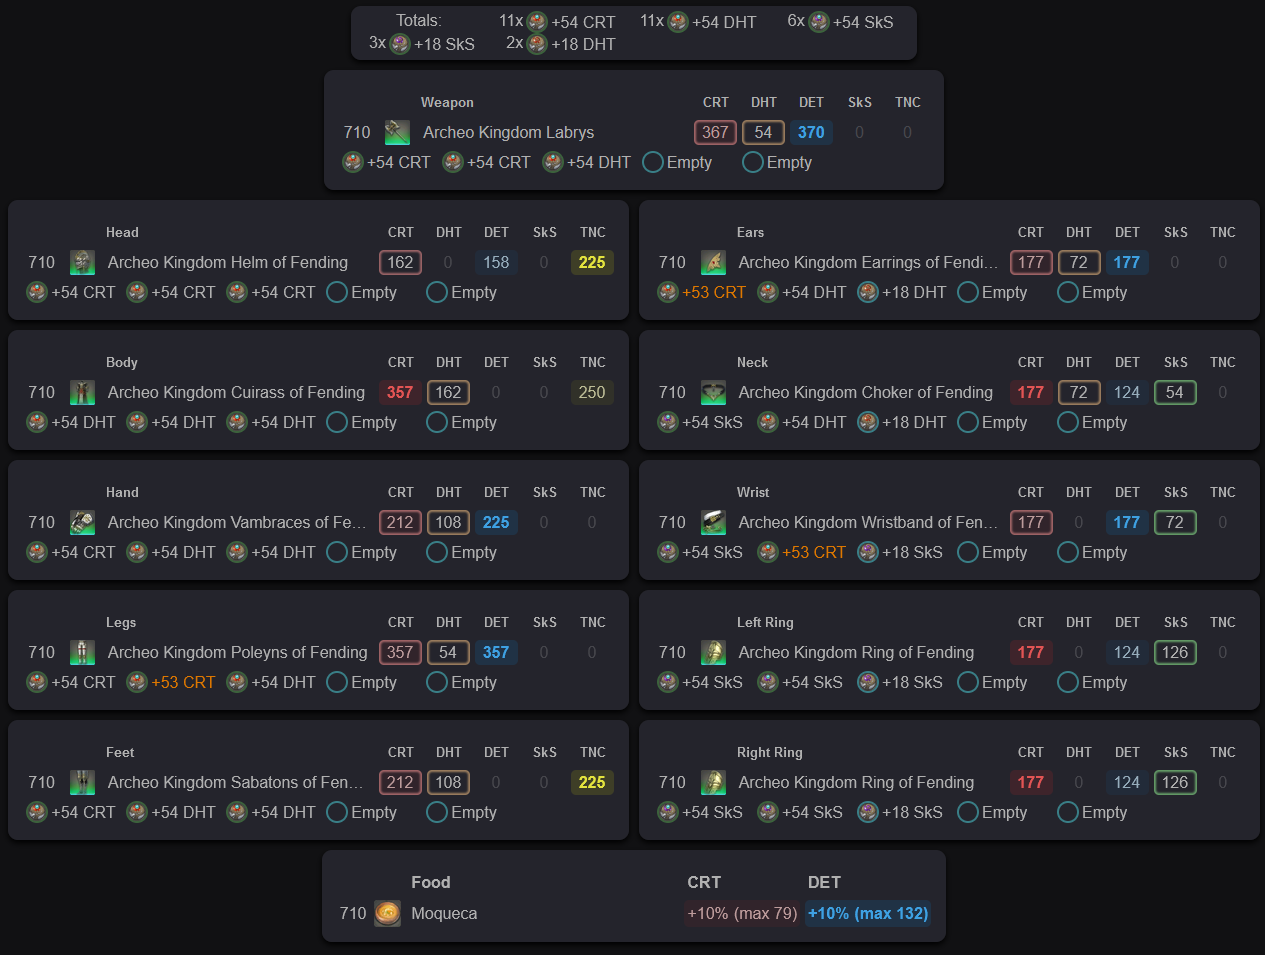 Totals: 11x +54 CRT 11x +54 DHT 6x +54 SkS
3x +18 SkS 2x +18 DHT
Weapon CRT DHT DET SkS TNC
710 Archeo Kingdom Labrys 367 54 370 0 0
+54 CRT +54 CRT +54 DHT Empty Empty
Head CRT DHT DET SkS TNC
710 Archeo Kingdom Helm of Fending 162 0 158 0 225
+54 CRT +54 CRT +54 CRT Empty Empty
Ears CRT DHT DET SkS TNC
710 Archeo Kingdom Earrings of Fendi... 177 72 177 0 0
+53 CRT +54 DHT +18 DHT Empty Empty
Body CRT DHT DET SkS TNC
710 Archeo Kingdom Cuirass of Fending 357 162 0 0 250
+54 DHT +54 DHT +54 DHT Empty Empty
Neck CRT DHT DET SkS TNC
710 Archeo Kingdom Choker of Fending 177 72 124 54 0
+54 SkS +54 DHT +18 DHT Empty Empty
Hand CRT DHT DET SkS TNC
710 Archeo Kingdom Vambraces of Fe... 212 108 225 0 0
+54 CRT +54 DHT +54 DHT Empty Empty
Wrist CRT DHT DET SkS TNC
710 Archeo Kingdom Wristband of Fen... 177 0 177 72 0
+54 SkS +53 CRT +18 SkS Empty Empty
Legs CRT DHT DET SkS TNC
710 Archeo Kingdom Poleyns of Fending 357 54 357 0 0
+54 CRT +53 CRT +54 DHT Empty Empty
Left Ring CRT DHT DET SkS TNC
710 Archeo Kingdom Ring of Fending 177 0 124 126 0
+54 SkS +54 SkS +18 SkS Empty Empty
Feet CRT DHT DET SkS TNC
710 Archeo Kingdom Sabatons of Fen... 212 108 0 0 225
+54 CRT +54 DHT +54 DHT Empty Empty
Right Ring CRT DHT DET SkS TNC
710 Archeo Kingdom Ring of Fending 177 0 124 126 0
+54 SkS +54 SkS +18 SkS Empty Empty
Food CRT DET
710 Moqueca +10% (max 79) +10% (max 132)